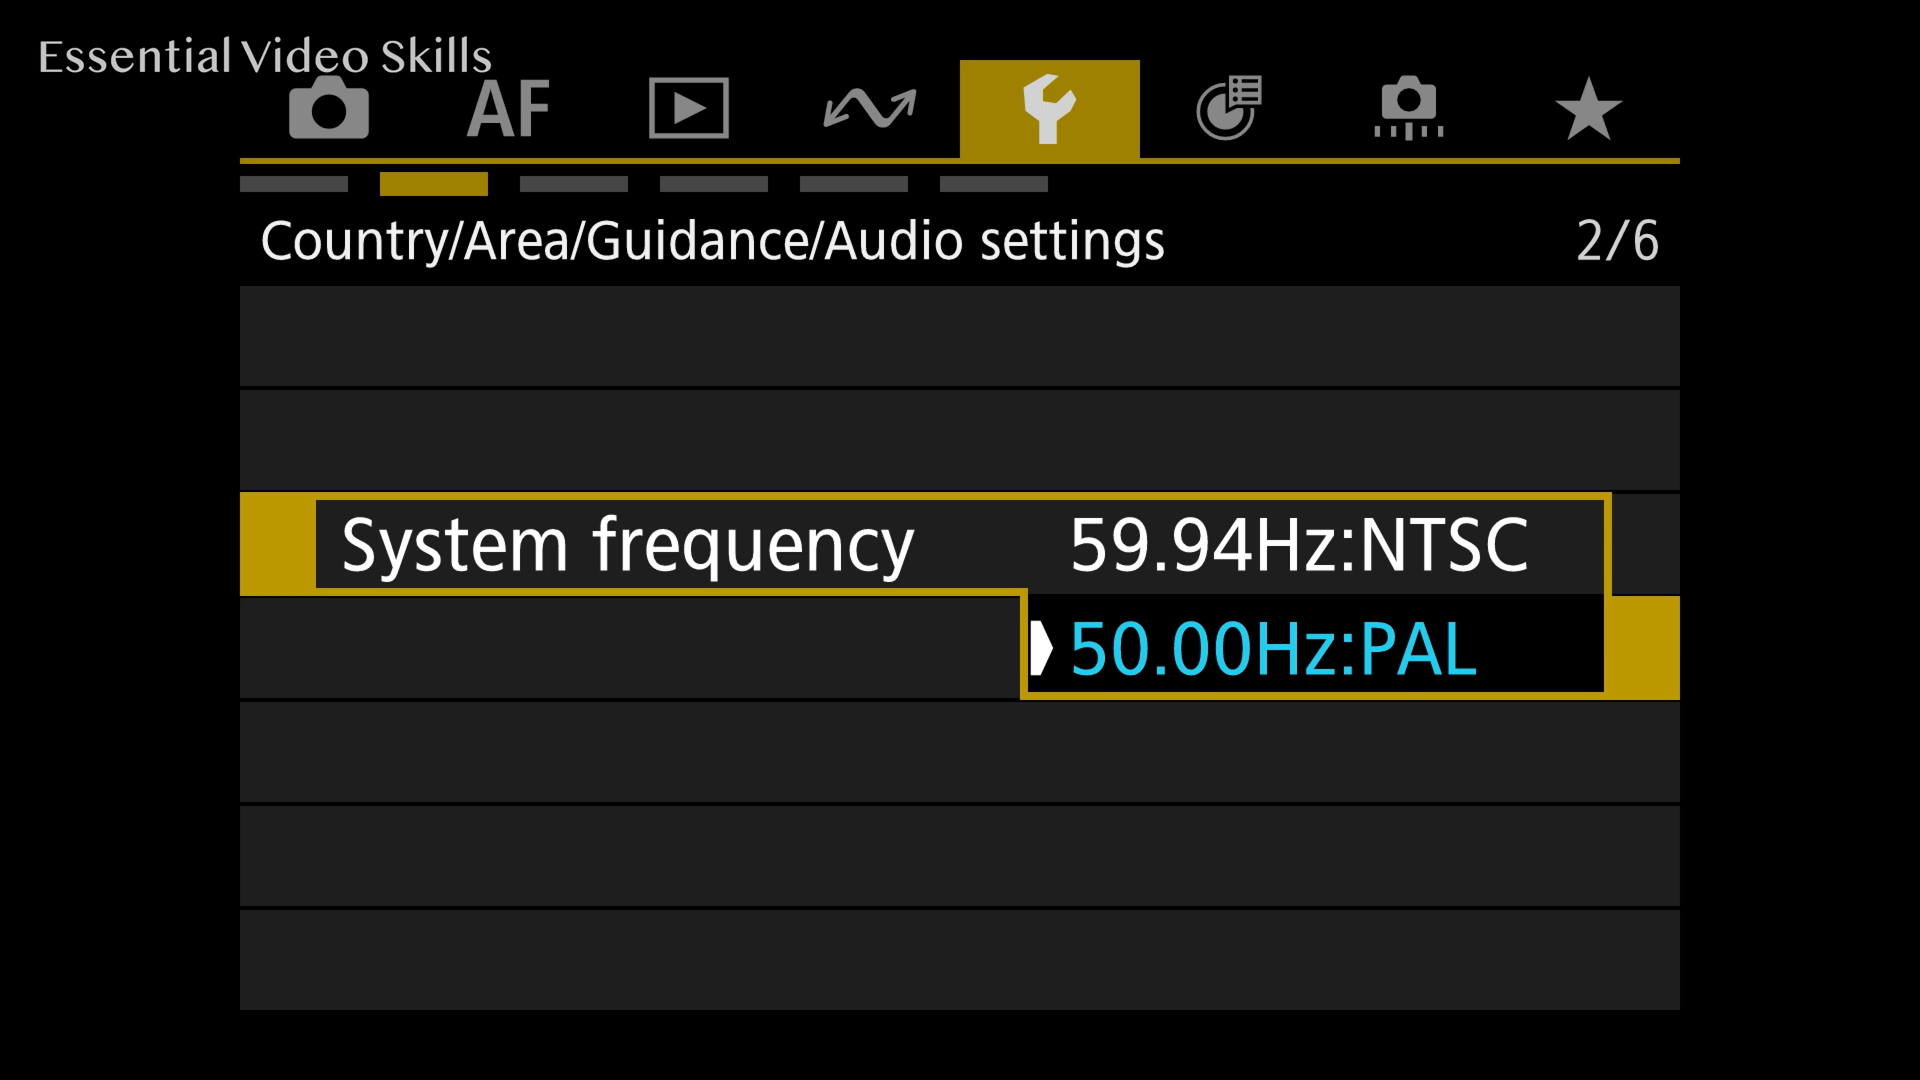 Essential Video Skills
AF
Country/Area/Guidance/Audio settings 2/6
System frequency 59.94Hz:NTSC
50.00Hz:PAL